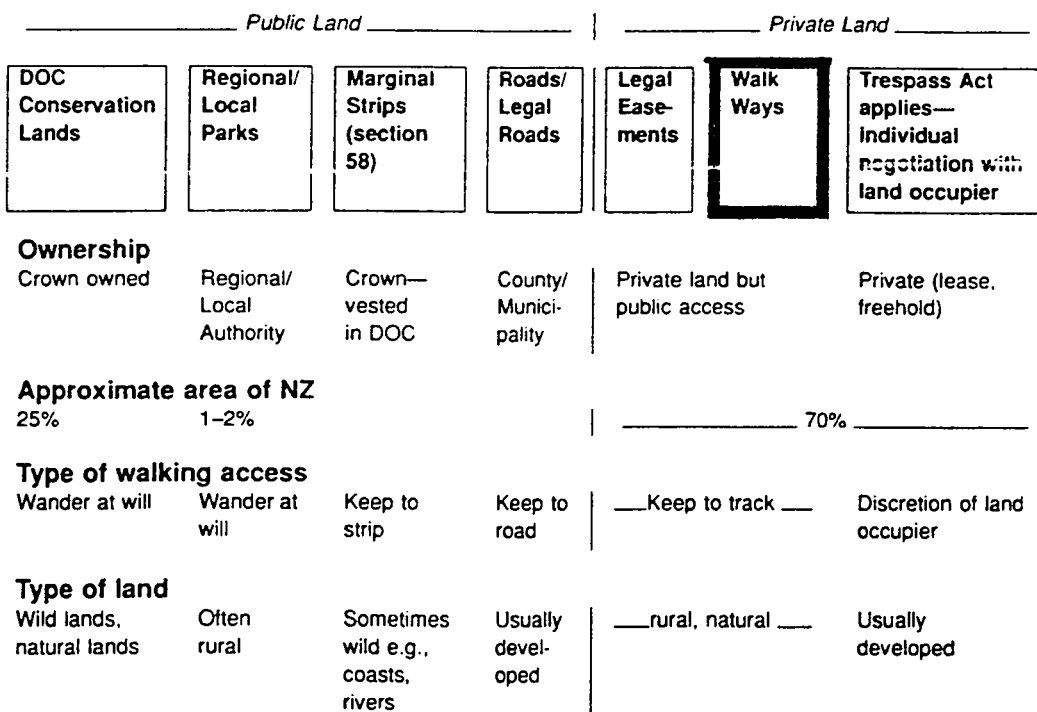 Public Land | Private Land
DOC Conservation Lands
Regional/ Local Parks
Marginal Strips (section 58)
Roads/ Legal Roads
Legal Ease- ments
Walk Ways
Trespass Act applies— individual negotiation with land occupier
Ownership
Crown owned
Regional/ Local Authority
Crown— vested in DOC
County/ Munici- pality
Private land but public access
Private (lease, freehold)
Approximate area of NZ
25%
1–2%
70%
Type of walking access
Wander at will
Wander at will
Keep to strip
Keep to road
Keep to track
Discretion of land occupier
Type of land
Wild lands, natural lands
Often rural
Sometimes wild e.g., coasts, rivers
Usually devel- oped
rural, natural
Usually developed